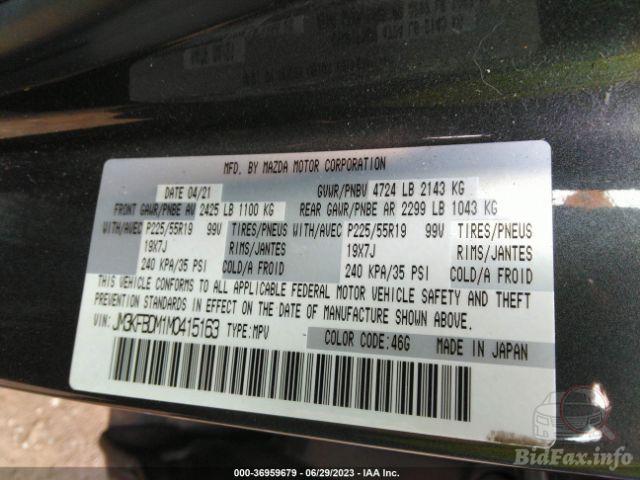 MFD. BY MAZDA MOTOR CORPORATION
DATE 04/21 GVWR/PNBV 4724 LB 2143 KG
FRONT GAWR/PNBE AV 2425 LB 1100 KG REAR GAWR/PNBE AR 2299 LB 1043 KG
WITH/AVEC P225/55R19 99V TIRES/PNEUS WITH/AVEC P225/55R19 99V TIRES/PNEUS
19X7J RIMS/JANTES 19X7J RIMS/JANTES
240 KPA/35 PSI COLD/A FROID 240 KPA/35 PSI COLD/A FROID
THIS VEHICLE CONFORMS TO ALL APPLICABLE FEDERAL MOTOR VEHICLE SAFETY AND THEFT
PREVENTION STANDARDS IN EFFECT ON THE DATE OF MANUFACTURE SHOWN ABOVE.
VIN: JM3KFBDM1M0415163 TYPE: MPV COLOR CODE: 46G MADE IN JAPAN
BidFax.info
000-36959679 / 06/29/2023 - IAA Inc.